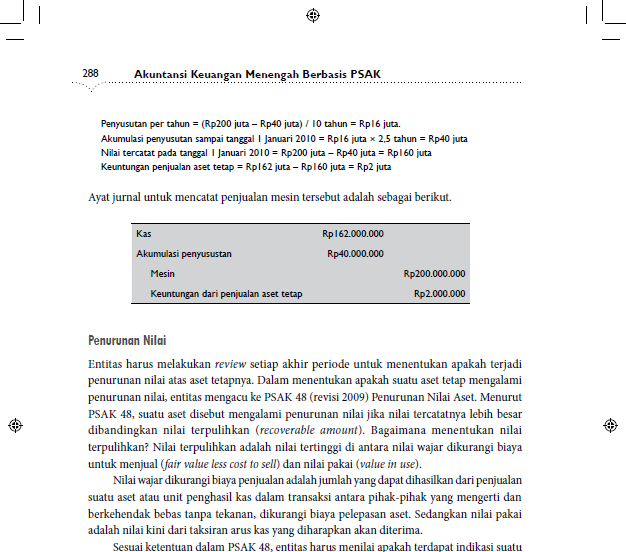 288 Akuntansi Keuangan Menengah Berbasis PSAK
Penyusutan per tahun = (Rp200 juta – Rp40 juta) / 10 tahun = Rp16 juta.
Akumulasi penyusutan sampai tanggal 1 Januari 2010 = Rp16 juta × 2,5 tahun = Rp40 juta
Nilai tercatat pada tanggal 1 Januari 2010 = Rp200 juta – Rp40 juta = Rp160 juta
Keuntungan penjualan aset tetap = Rp162 juta – Rp160 juta = Rp2 juta
Ayat jurnal untuk mencatat penjualan mesin tersebut adalah sebagai berikut.
Kas Rp162.000.000
Akumulasi penyusustan Rp40.000.000
Mesin Rp200.000.000
Keuntungan dari penjualan aset tetap Rp2.000.000
Penurunan Nilai
Entitas harus melakukan review setiap akhir periode untuk menentukan apakah terjadi
penurunan nilai atas aset tetapnya. Dalam menentukan apakah suatu aset tetap mengalami
penurunan nilai, entitas mengacu ke PSAK 48 (revisi 2009) Penurunan Nilai Aset. Menurut
PSAK 48, suatu aset disebut mengalami penurunan nilai jika nilai tercatatnya lebih besar
dibandingkan nilai terpulihkan (recoverable amount). Bagaimana menentukan nilai
terpulihkan? Nilai terpulihkan adalah nilai tertinggi di antara nilai wajar dikurangi biaya
untuk menjual (fair value less cost to sell) dan nilai pakai (value in use).
Nilai wajar dikurangi biaya penjualan adalah jumlah yang dapat dihasilkan dari penjualan
suatu aset atau unit penghasil kas dalam transaksi antara pihak-pihak yang mengerti dan
berkehendak bebas tanpa tekanan, dikurangi biaya pelepasan aset. Sedangkan nilai pakai
adalah nilai kini dari taksiran arus kas yang diharapkan akan diterima.
Sesuai ketentuan dalam PSAK 48, entitas harus menilai apakah terdapat indikasi suatu